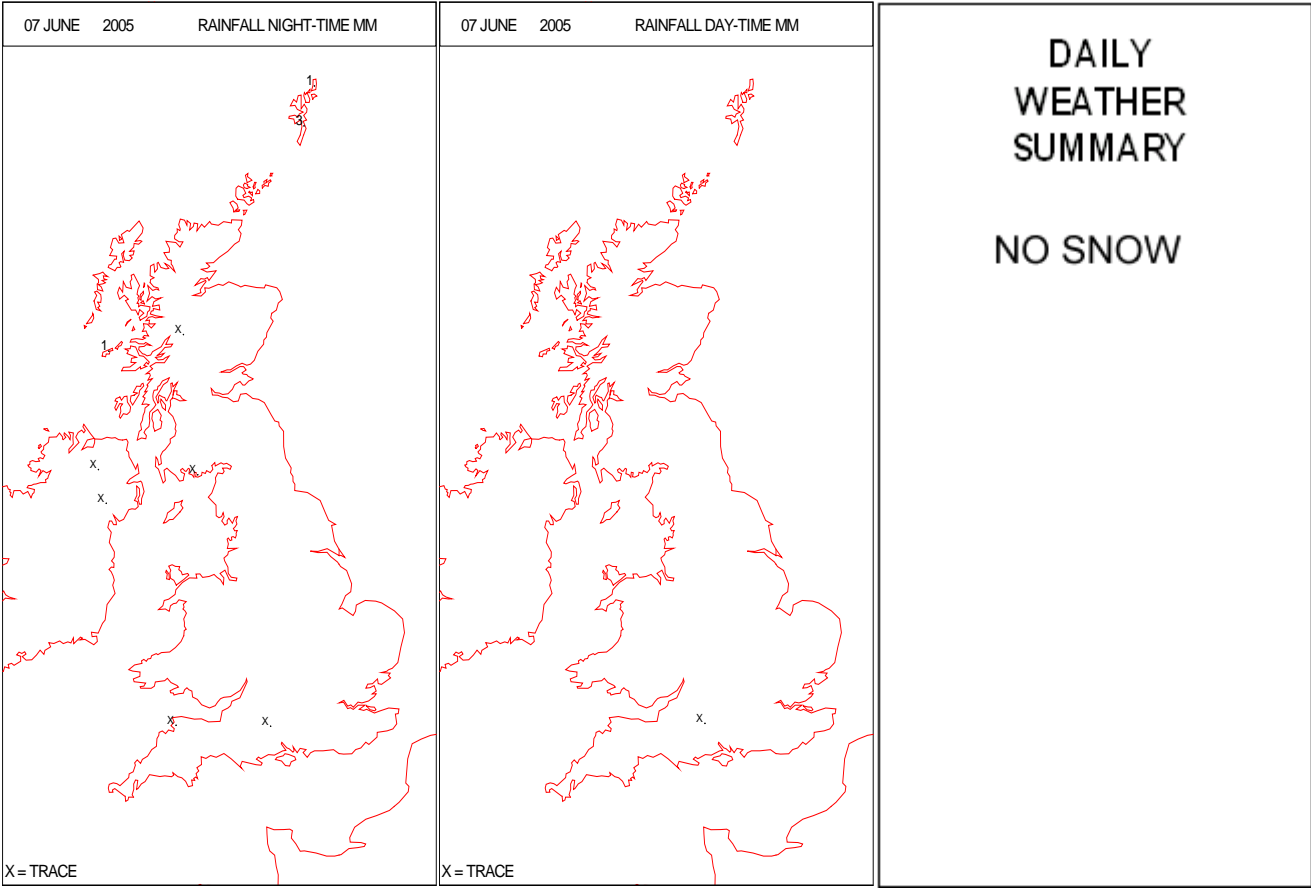 07 JUNE 2005 RAINFALL NIGHT-TIME MM
1
3
X
1
X
X
X
X
X
X = TRACE
07 JUNE 2005 RAINFALL DAY-TIME MM
X
X = TRACE
DAILY
WEATHER
SUMMARY
NO SNOW